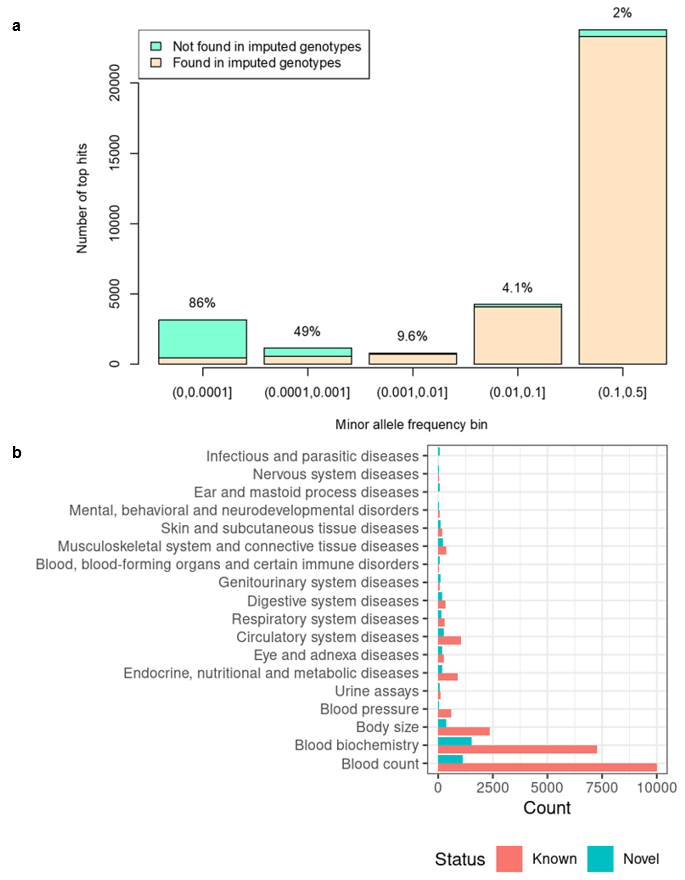 a
2%
Not found in imputed genotypes
Found in imputed genotypes
Number of top hits
20000
15000
10000
5000
0
86%
49%
9.6%
4.1%
(0,0.0001]
(0.0001,0.001]
(0.001,0.01]
(0.01,0.1]
(0.1,0.5]
Minor allele frequency bin
b
Infectious and parasitic diseases
Nervous system diseases
Ear and mastoid process diseases
Mental, behavioral and neurodevelopmental disorders
Skin and subcutaneous tissue diseases
Musculoskeletal system and connective tissue diseases
Blood, blood-forming organs and certain immune disorders
Genitourinary system diseases
Digestive system diseases
Respiratory system diseases
Circulatory system diseases
Eye and adnexa diseases
Endocrine, nutritional and metabolic diseases
Urine assays
Blood pressure
Body size
Blood biochemistry
Blood count
0 2500 5000 7500 10000
Count
Status Known Novel